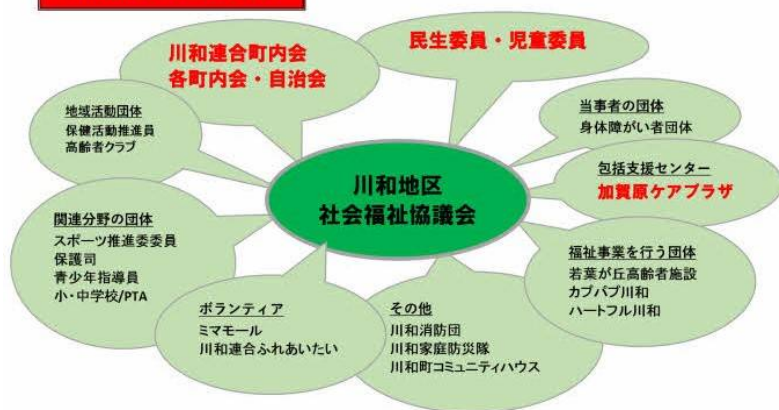 川和連合町内会
各町内会・自治会
民生委員・児童委員
地域活動団体
保健活動推進員
高齢者クラブ
当事者の団体
身体障がい者団体
川和地区
社会福祉協議会
包括支援センター
加賀原ケアプラザ
関連分野の団体
スポーツ推進委委員
保護司
青少年指導員
小・中学校/PTA
福祉事業を行う団体
若葉が丘高齢者施設
カプパプ川和
ハートフル川和
ボランティア
ミマモール
川和連合ふれあいたい
その他
川和消防団
川和家庭防災隊
川和町コミュニティハウス